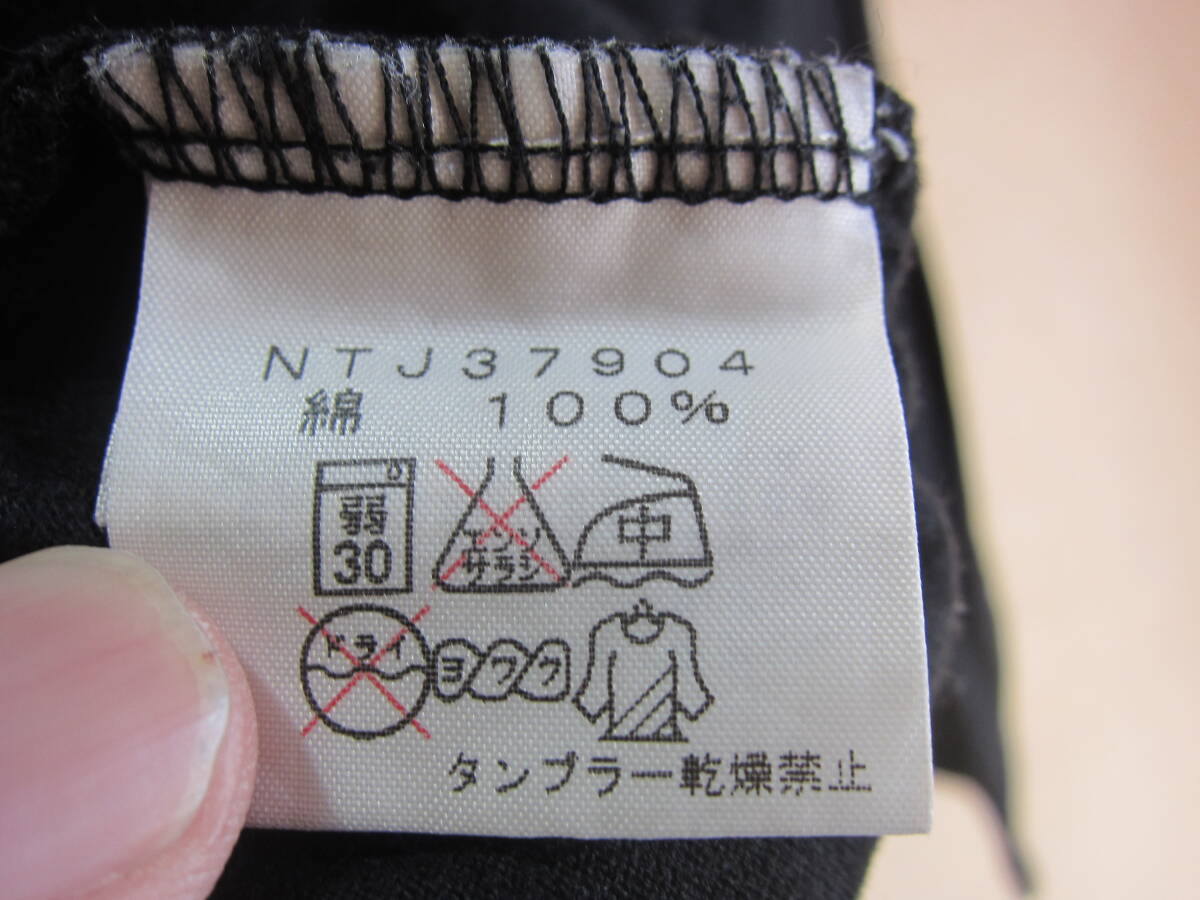 NTJ37904
綿 100%
弱
30
エンソ
サラシ
中
ドライ
ヨワク
タンブラー乾燥禁止